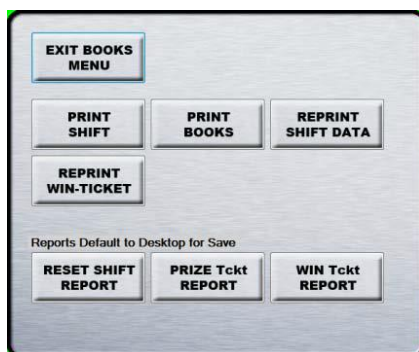 EXIT BOOKS
MENU
PRINT
SHIFT
PRINT
BOOKS
REPRINT
SHIFT DATA
REPRINT
WIN-TICKET
Reports Default to Desktop for Save
RESET SHIFT
REPORT
PRIZE Tckt
REPORT
WIN Tckt
REPORT